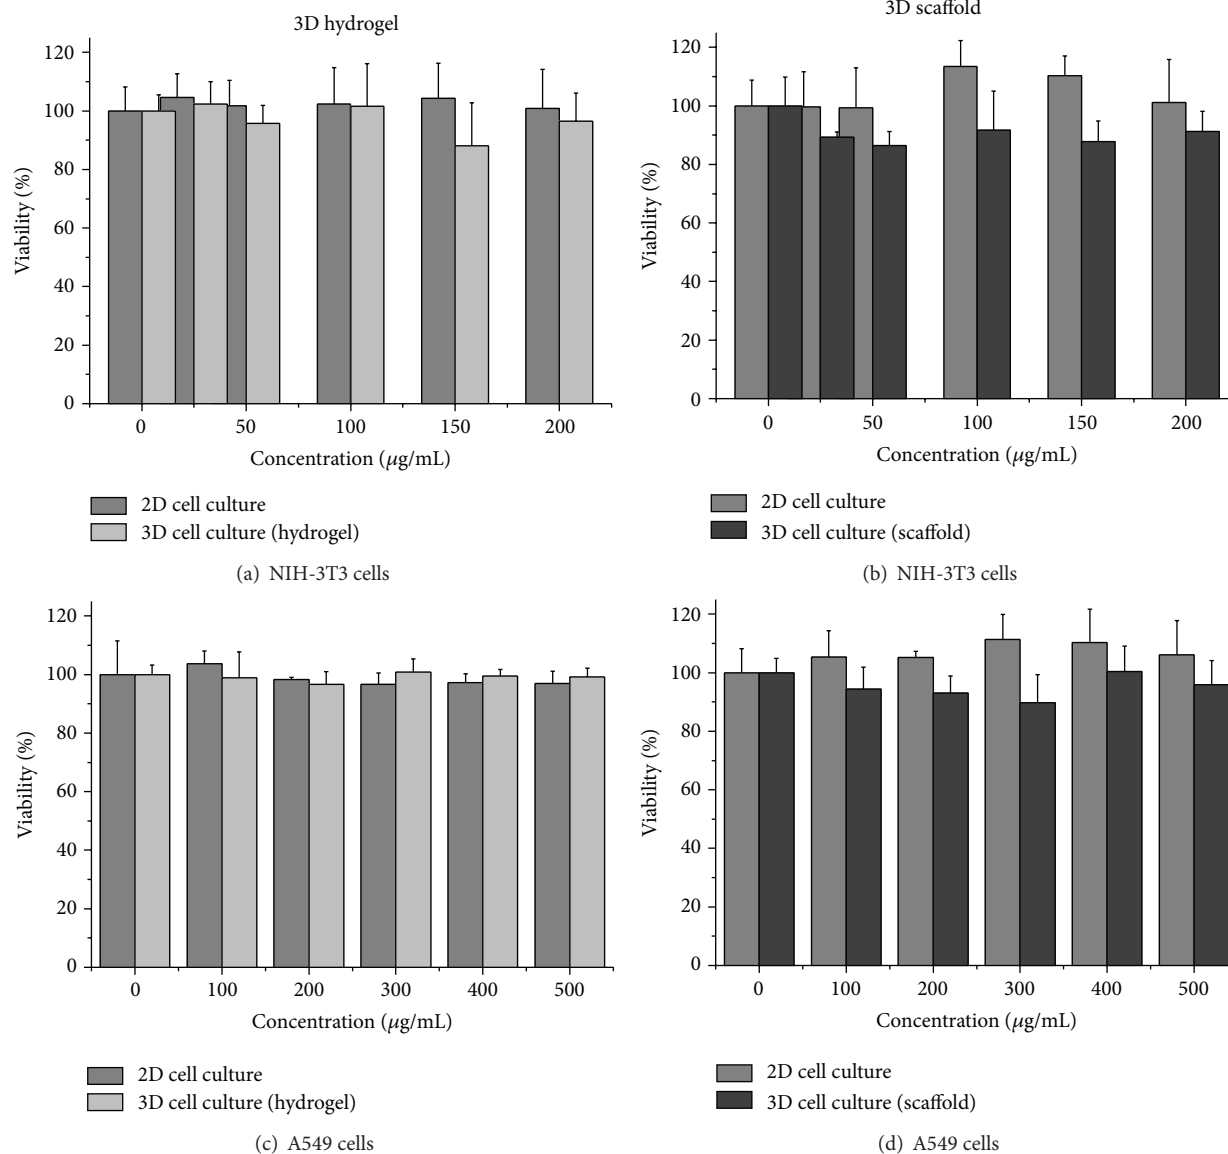 3D hydrogel
120
100
80
60
40
20
0
Viability (%)
0 50 100 150 200
Concentration (μg/mL)
2D cell culture
3D cell culture (hydrogel)
(a) NIH-3T3 cells
3D scaffold
120
100
80
60
40
20
0
Viability (%)
0 50 100 150 200
Concentration (μg/mL)
2D cell culture
3D cell culture (scaffold)
(b) NIH-3T3 cells
120
100
80
60
40
20
0
Viability (%)
0 100 200 300 400 500
Concentration (μg/mL)
2D cell culture
3D cell culture (hydrogel)
(c) A549 cells
120
100
80
60
40
20
0
Viability (%)
0 100 200 300 400 500
Concentration (μg/mL)
2D cell culture
3D cell culture (scaffold)
(d) A549 cells